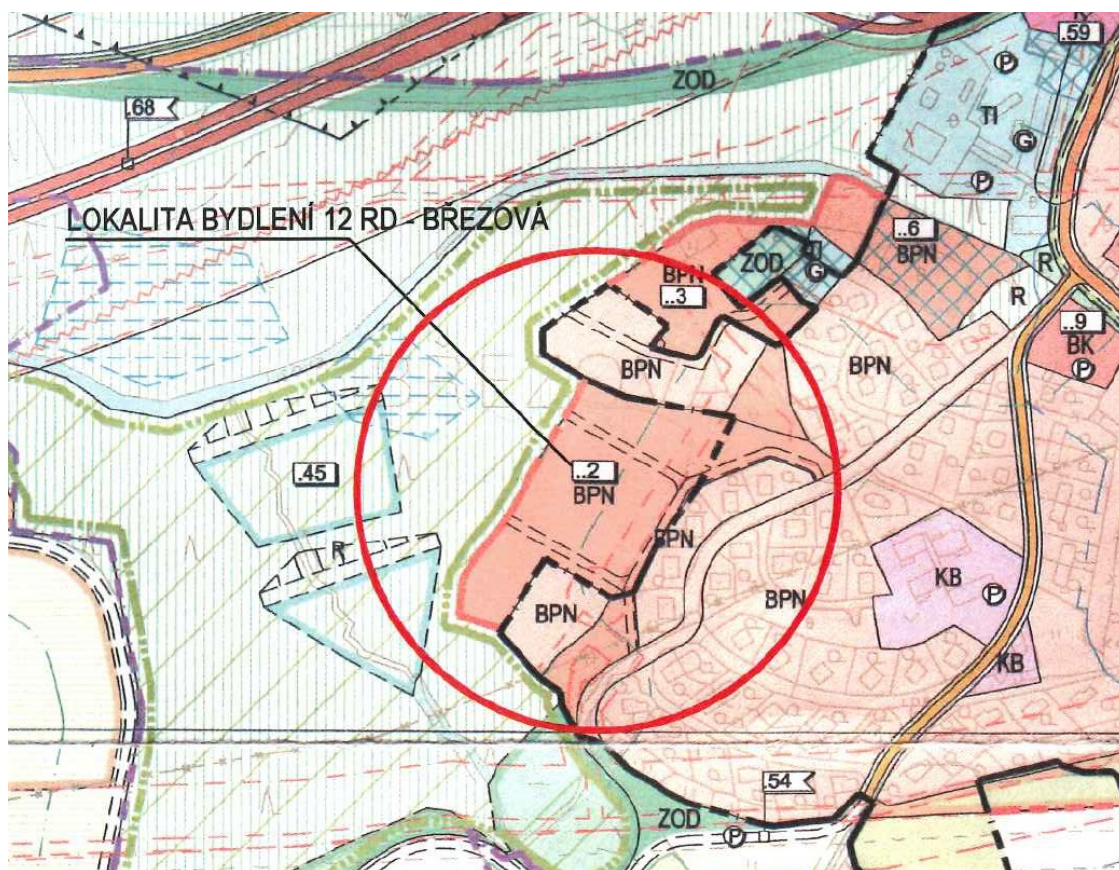 .59
P
ZOD
.68
TI
G
P
LOKALITA BYDLENÍ 12 RD - BŘEZOVÁ
..6
BPN
ZOD
TI
G
R
BPN
..3
R
..9
BK
P
BPN
BPN
.45
..2
BPN
R
BPN
KB
P
BPN
BPN
KB
.54
ZOD
P